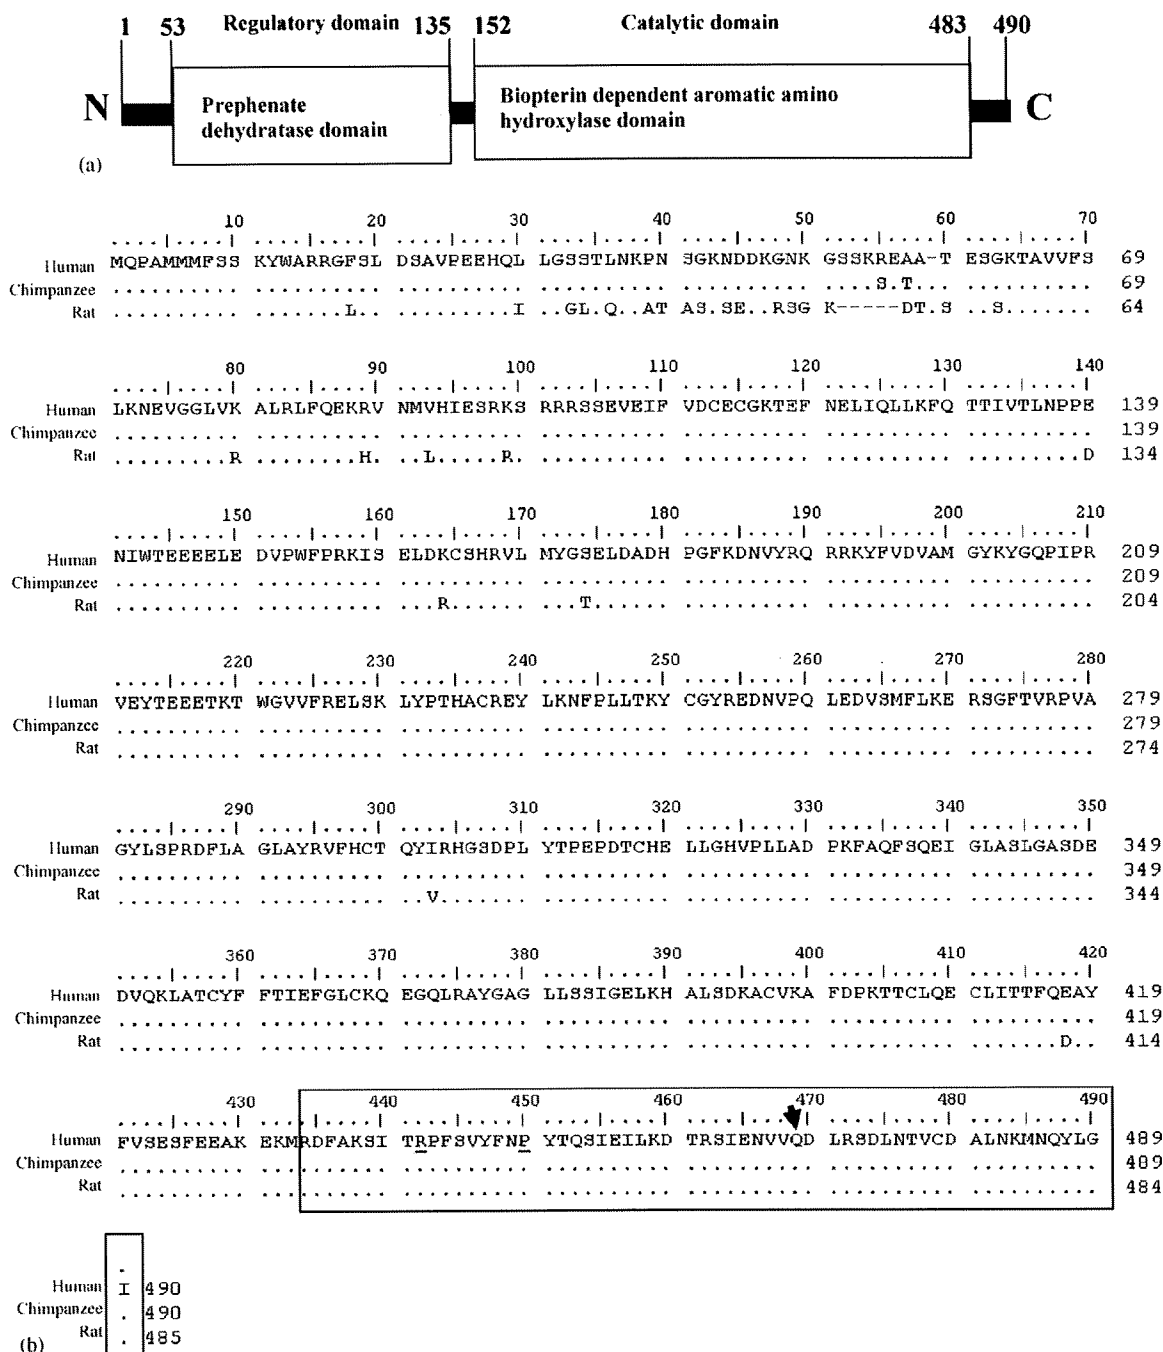 1 53 Regulatory domain 135 152 Catalytic domain 483 490
N Prephenate dehydratase domain Biopterin dependent aromatic amino hydroxylase domain C
(a)
10 20 30 40 50 60 70
....|....| ....|....| ....|....| ....|....| ....|....| ....|....| ....|....|
Human MQPAMMMFSS KYWARRGFSL DSAVPEEHQL LGSSTLNKPN SGKNDDKGNK GSSKREAA-T ESGKTAVVFS 69
Chimpanzee .......... .......... .......... .......... .......... ....S.T... .......... 69
Rat .......... .......L.. .........I ..GL.Q..AT AS.SE..RSG K-----DT.S ..S....... 64
80 90 100 110 120 130 140
....|....| ....|....| ....|....| ....|....| ....|....| ....|....| ....|....|
Human LKNEVGGLVK ALRLFQEKRV NMVHIESRKS RRRSSEVEIF VDCECGKTEF NELIQLLKFQ TTIVTLNPPE 139
Chimpanzee .......... .......... .......... .......... .......... .......... .......... 139
Rat .........R ........H. ..L.....R. .......... .......... .......... .........D 134
150 160 170 180 190 200 210
....|....| ....|....| ....|....| ....|....| ....|....| ....|....| ....|....|
Human NIWTEEEELE DVPWFPRKIS ELDKCSHRVL MYGSELDADH PGFKDNVYRQ RRKYFVDVAM GYKYGQPIPR 209
Chimpanzee .......... .......... .......... .......... .......... .......... .......... 209
Rat .......... .......... ...R...... ...T...... .......... .......... .......... 204
220 230 240 250 260 270 280
....|....| ....|....| ....|....| ....|....| ....|....| ....|....| ....|....|
Human VEYTEEETKT WGVVFRELSK LYPTHACREY LKNFPLLTKY CGYREDNVPQ LEDVSMFLKE RSGFTVRPVA 279
Chimpanzee .......... .......... .......... .......... .......... .......... .......... 279
Rat .......... .......... .......... .......... .......... .......... .......... 274
290 300 310 320 330 340 350
....|....| ....|....| ....|....| ....|....| ....|....| ....|....| ....|....|
Human GYLSPRDFLA GLAYRVFHCT QYIRHGSDPL YTPEPDTCHE LLGHVPLLAD PKFAQFSQEI GLASLGASDE 349
Chimpanzee .......... .......... .......... .......... .......... .......... .......... 349
Rat .......... .......... ..V....... .......... .......... .......... .......... 344
360 370 380 390 400 410 420
....|....| ....|....| ....|....| ....|....| ....|....| ....|....| ....|....|
Human DVQKLATCYF FTIEFGLCKQ EGQLRAYGAG LLSSIGELKH ALSDKACVKA FDPKTTCLQE CLITTFQEAY 419
Chimpanzee .......... .......... .......... .......... .......... .......... .......... 419
Rat .......... .......... .......... .......... .......... .......... .......D.. 414
430 440 450 460 470 480 490
....|....| ....|....| ....|....| ....|....| ....|....| ....|....| ....|....|
Human FVSESFEEAK EKMRDFAKSI TRPFSVYFNP YTQSIEILKD TRSIENVVQD LRSDLNTVCD ALNKMNQYLG 489
Chimpanzee .......... .......... .......... .......... .......... .......... .......... 489
Rat .......... .......... .......... .......... .......... .......... .......... 484
.
Human I 490
Chimpanzee . 490
Rat . 485
(b)